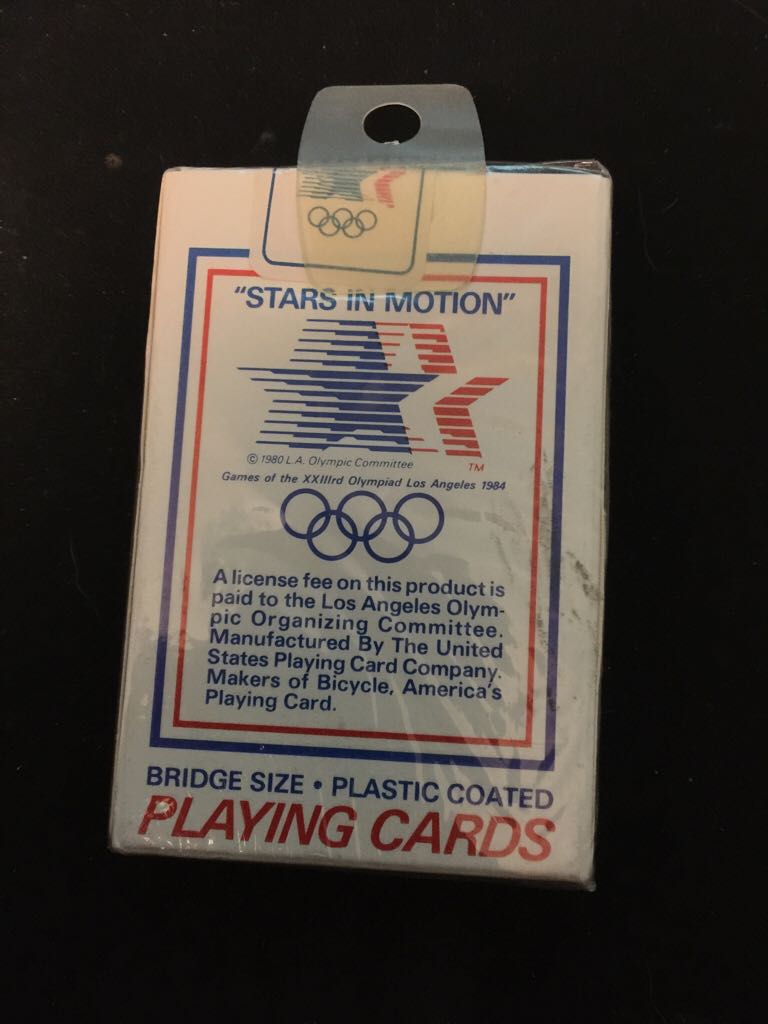 "STARS IN MOTION"
© 1980 L.A. Olympic Committee
TM
Games of the XXIIIrd Olympiad Los Angeles 1984
A license fee on this product is
paid to the Los Angeles Olym-
pic Organizing Committee.
Manufactured By The United
States Playing Card Company.
Makers of Bicycle, America's
Playing Card.
BRIDGE SIZE • PLASTIC COATED
PLAYING CARDS